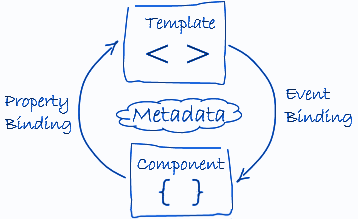 Template
< >
Property
Binding
Metadata
Event
Binding
Component
{ }